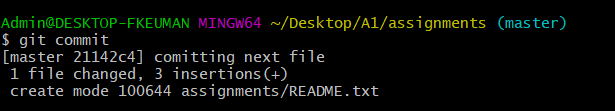 Admin@DESKTOP-FKEUMAN MINGW64 ~/Desktop/A1/assignments (master)
$ git commit
[master 21142c4] comitting next file
 1 file changed, 3 insertions(+)
 create mode 100644 assignments/README.txt